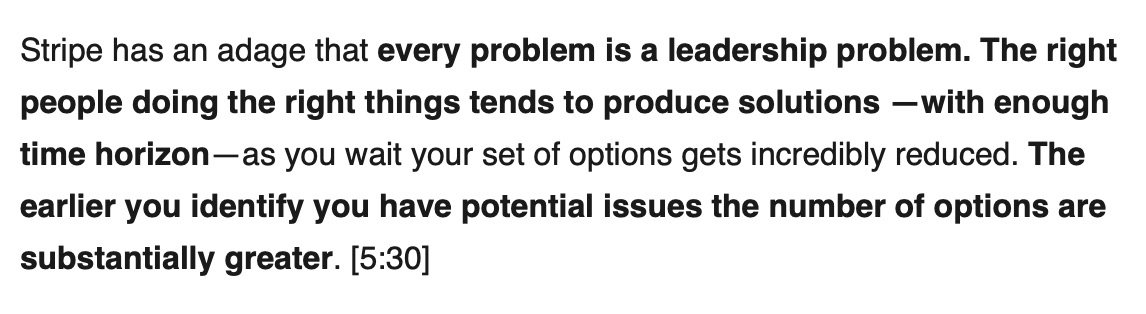 Stripe has an adage that every problem is a leadership problem. The right
people doing the right things tends to produce solutions —with enough
time horizon—as you wait your set of options gets incredibly reduced. The
earlier you identify you have potential issues the number of options are
substantially greater. [5:30]